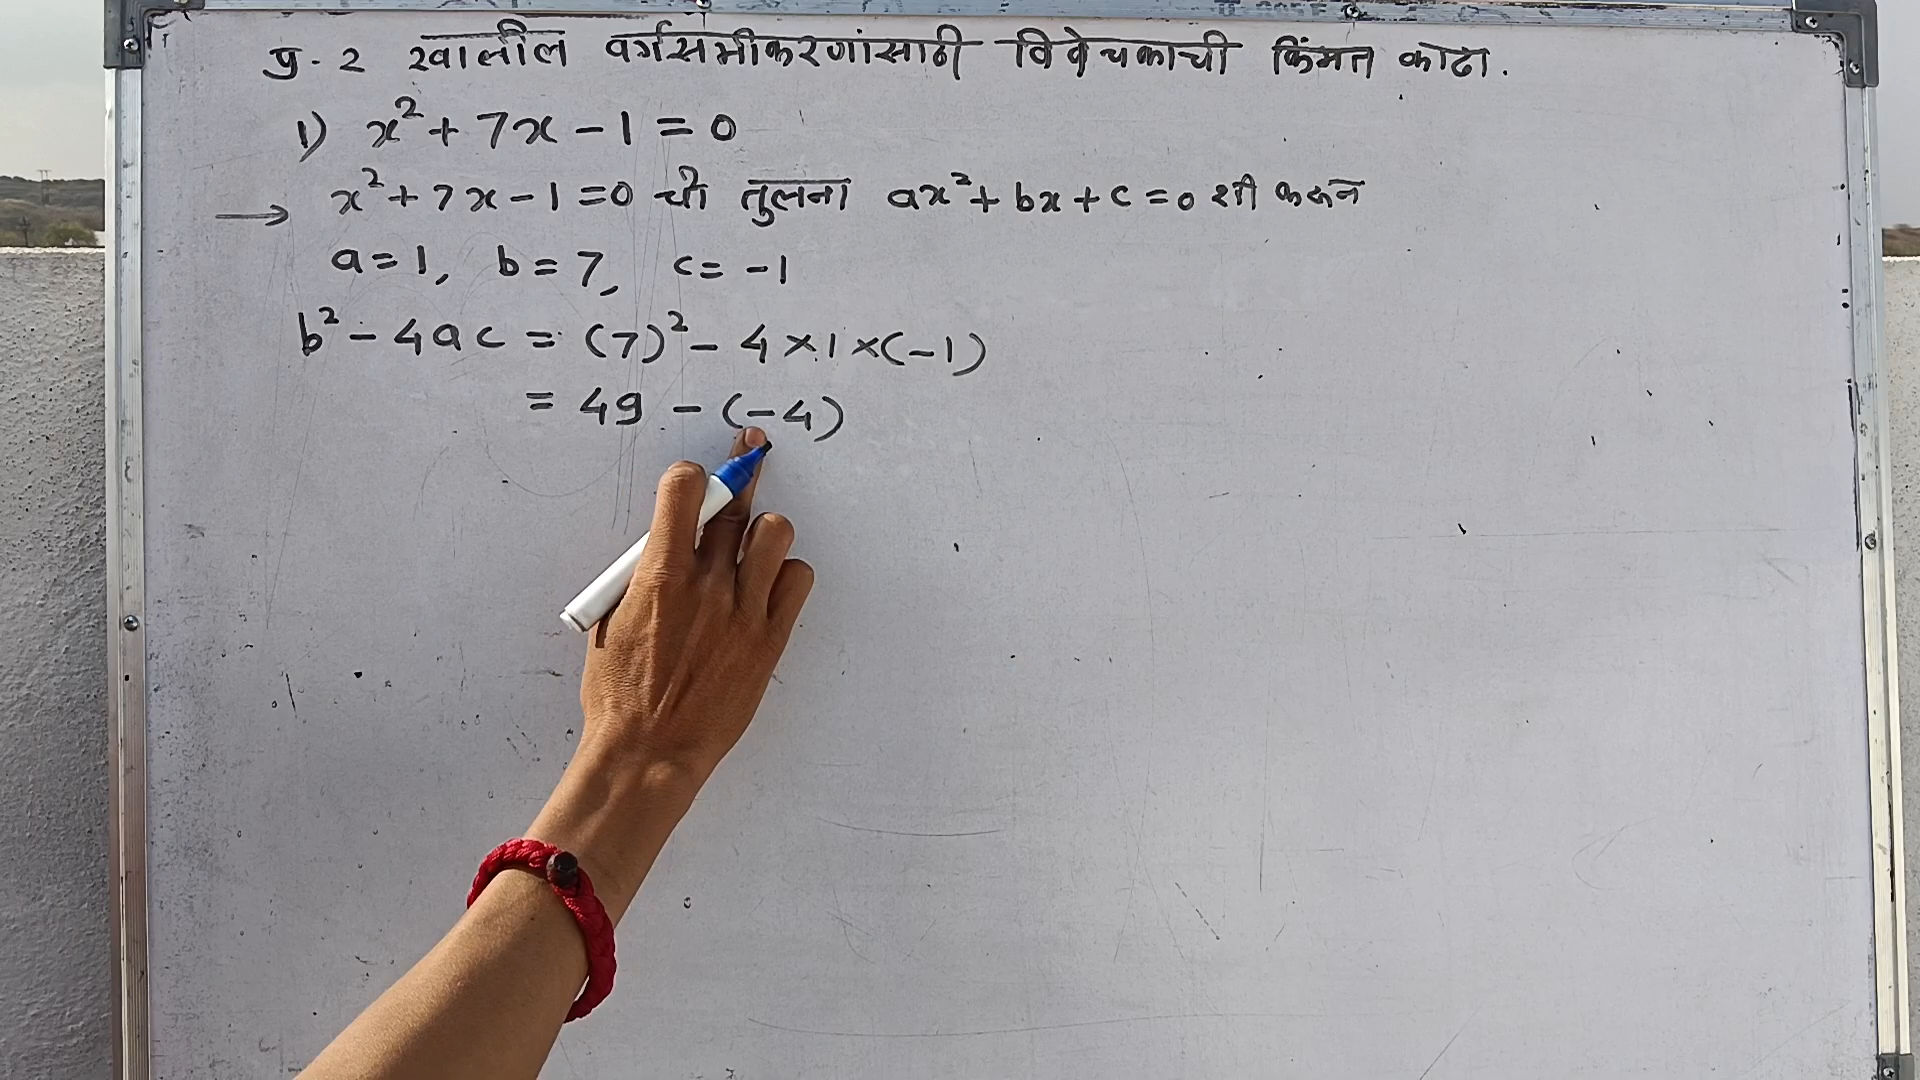 प्र. 2 खालील वर्गसमीकरणांसाठी विवेचकाची किंमत काढा.
1) x² + 7x - 1 = 0
→ x² + 7x - 1 = 0 ची तुलना ax² + bx + c = 0 शी करून
a = 1, b = 7, c = -1
b² - 4ac = (7)² - 4 × 1 × (-1)
= 49 - (-4)